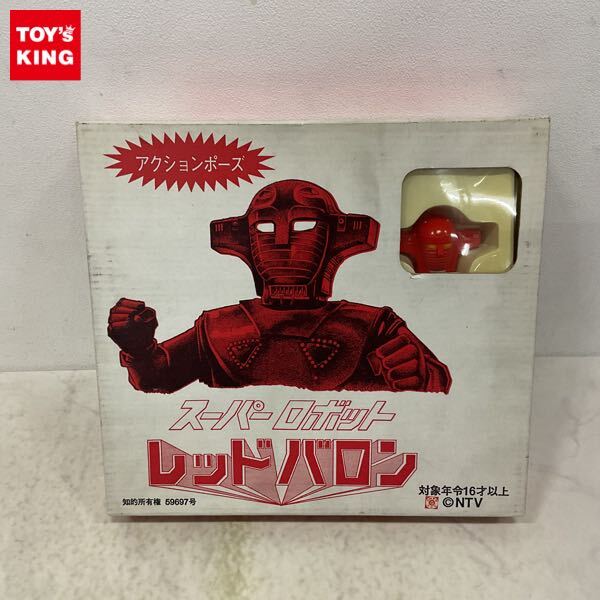 TOY's
KING
アクションポーズ
スーパーロボット
レッドバロン
対象年令16才以上
知的所有権 59697号
©NTV